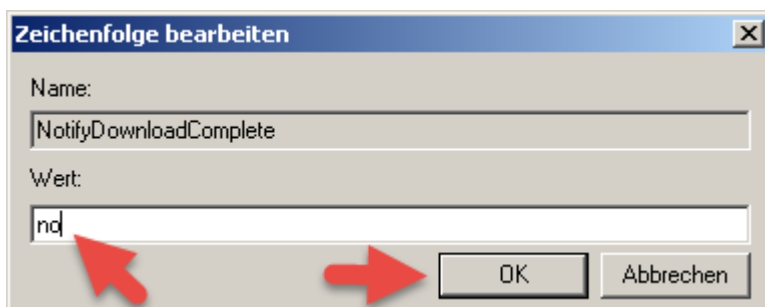 Zeichenfolge bearbeiten
Name:
NotifyDownloadComplete
Wert:
no
OK Abbrechen